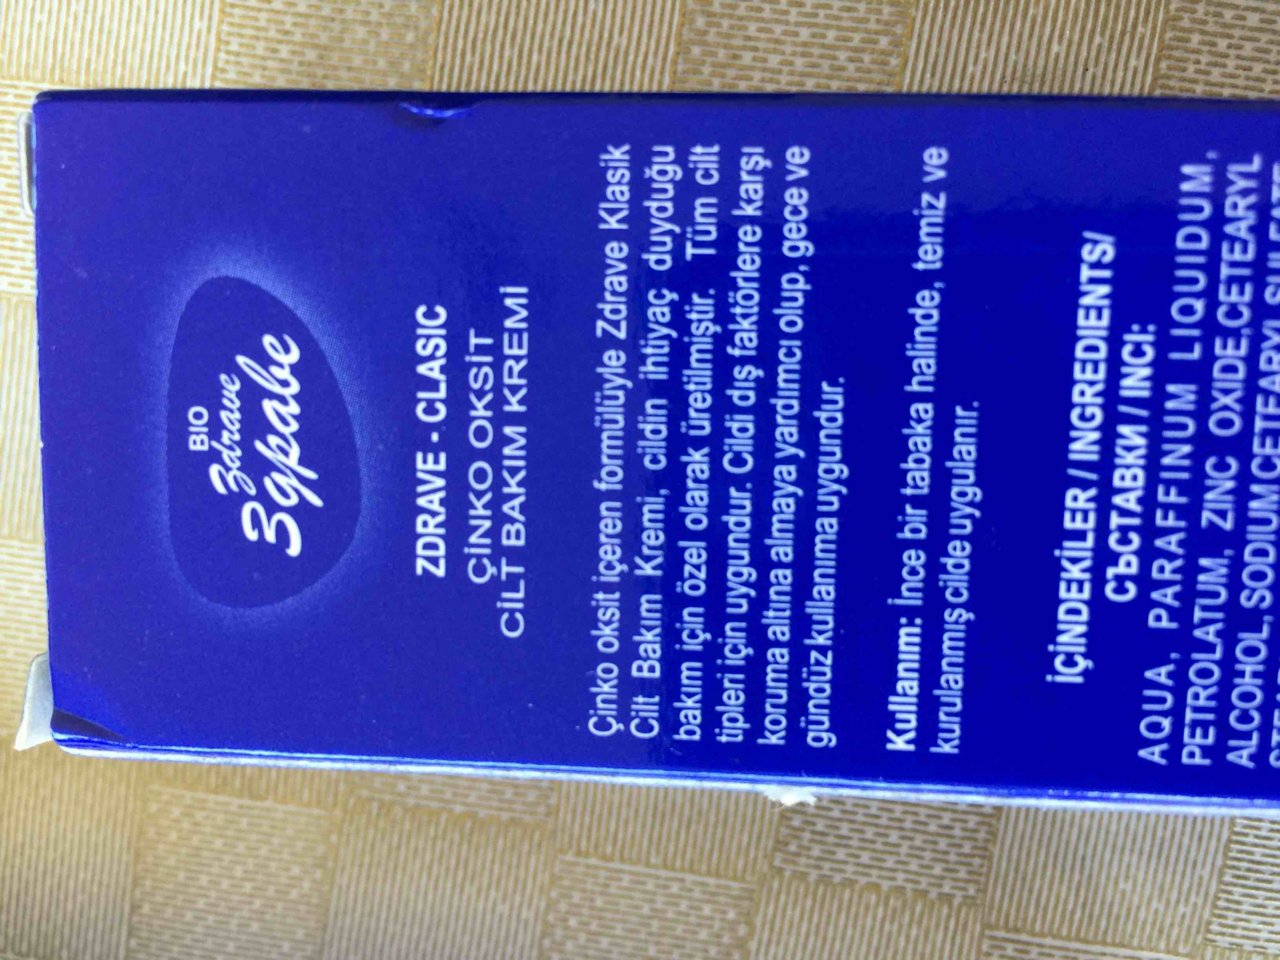 BIO
Zdrave
Здраве
ZDRAVE - CLASIC
ÇİNKO OKSİT
CİLT BAKIM KREMİ
Çinko oksit içeren formülüyle Zdrave Klasik
Cilt Bakım Kremi, cildin ihtiyaç duyduğu
bakım için özel olarak üretilmiştir. Tüm cilt
tipleri için uygundur. Cildi dış faktörlere karşı
koruma altına almaya yardımcı olup, gece ve
gündüz kullanıma uygundur.
Kullanım: İnce bir tabaka halinde, temiz ve
kurulanmış cilde uygulanır.
İÇİNDEKİLER / INGREDIENTS/
СЪСТАВКИ / INCI:
AQUA, PARAFFINUM LIQUIDUM,
PETROLATUM, ZINC OXIDE,CETEARYL
ALCOHOL, SODIUM CETEARYL SULFATE,